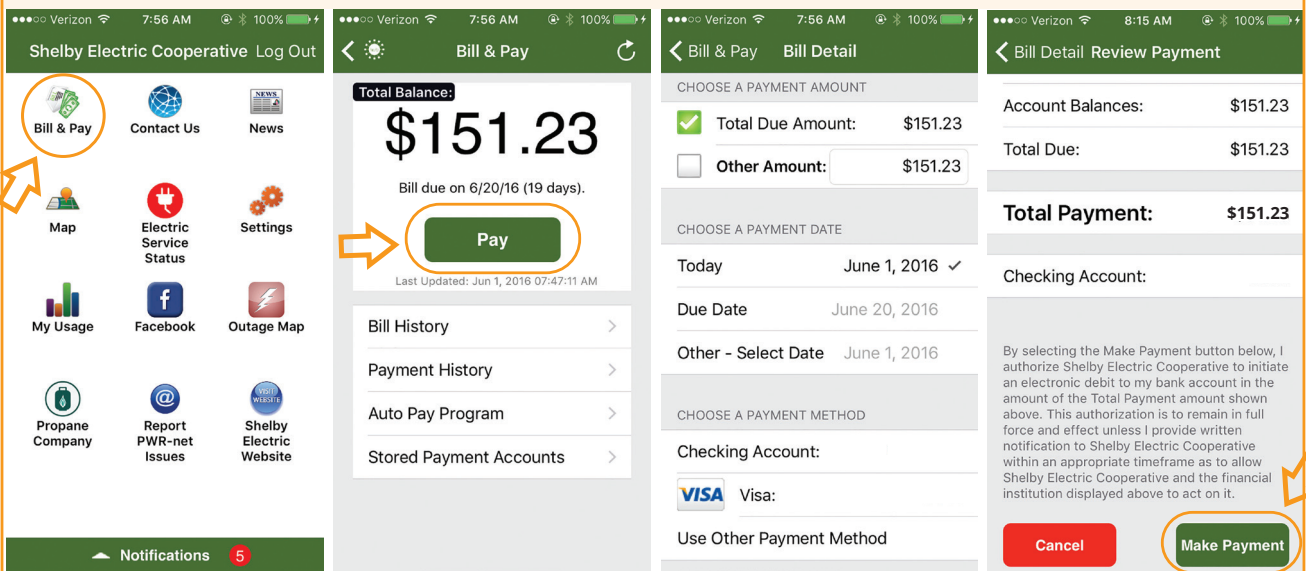 Verizon 7:56 AM 100%
Shelby Electric Cooperative Log Out
Bill & Pay
Contact Us
NEWS
News
Map
Electric
Service
Status
Settings
My Usage
f
Facebook
Outage Map
Propane
Company
@
Report
PWR-net
Issues
VISIT
WEBSITE
Shelby
Electric
Website
Notifications 5
Verizon 7:56 AM 100%
Bill & Pay
Total Balance:
$151.23
Bill due on 6/20/16 (19 days).
Pay
Last Updated: Jun 1, 2016 07:47:11 AM
Bill History
Payment History
Auto Pay Program
Stored Payment Accounts
Verizon 7:56 AM 100%
Bill & Pay Bill Detail
CHOOSE A PAYMENT AMOUNT
Total Due Amount: $151.23
Other Amount: $151.23
CHOOSE A PAYMENT DATE
Today June 1, 2016
Due Date June 20, 2016
Other - Select Date June 1, 2016
CHOOSE A PAYMENT METHOD
Checking Account:
VISA Visa:
Use Other Payment Method
Verizon 8:15 AM 100%
Bill Detail Review Payment
Account Balances: $151.23
Total Due: $151.23
Total Payment: $151.23
Checking Account:
By selecting the Make Payment button below, I
authorize Shelby Electric Cooperative to initiate
an electronic debit to my bank account in the
amount of the Total Payment amount shown
above. This authorization is to remain in full
force and effect unless I provide written
notification to Shelby Electric Cooperative
within an appropriate timeframe as to allow
Shelby Electric Cooperative and the financial
institution displayed above to act on it.
Cancel
Make Payment